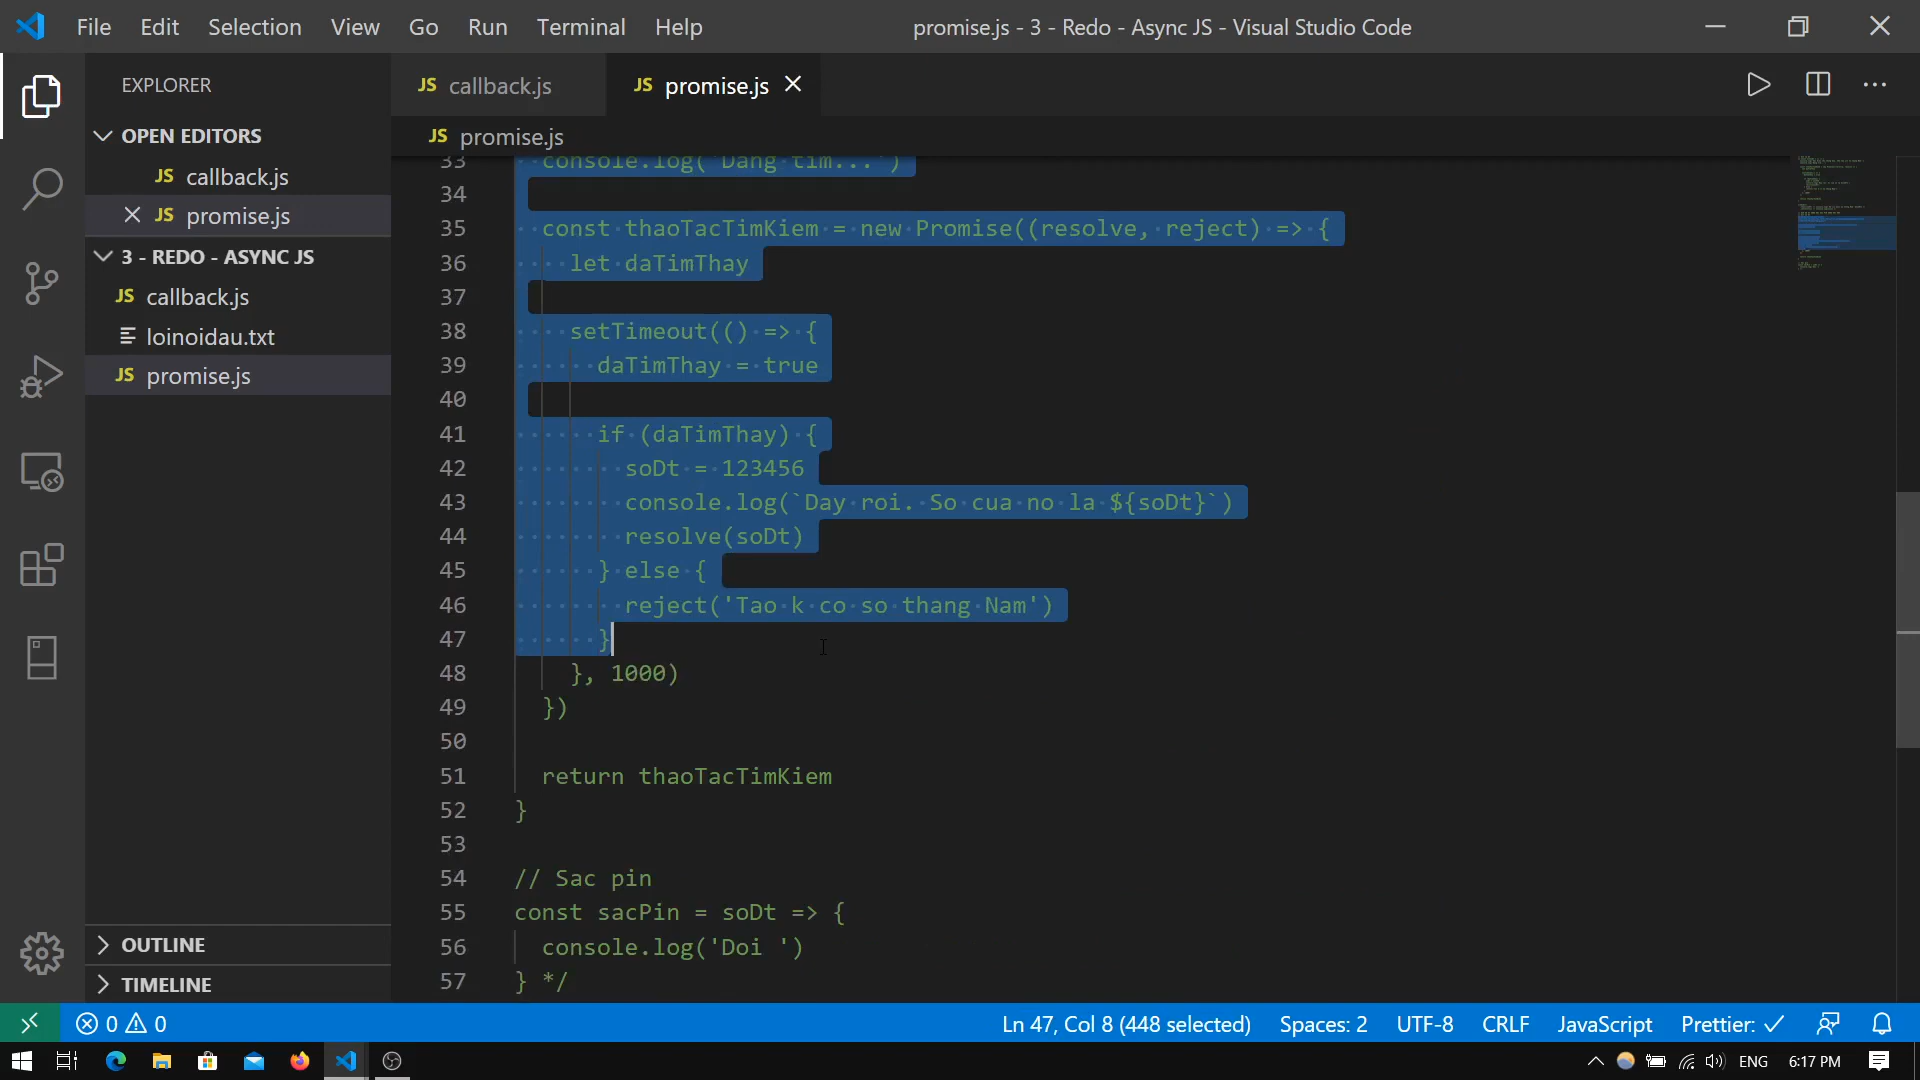 File Edit Selection View Go Run Terminal Help
promise.js - 3 - Redo - Async JS - Visual Studio Code
EXPLORER
OPEN EDITORS
JS callback.js
JS promise.js
3 - REDO - ASYNC JS
JS callback.js
loinoidau.txt
JS promise.js
OUTLINE
TIMELINE
JS callback.js
JS promise.js
JS promise.js
33 console.log('Dang tim...')
34
35 const thaoTacTimKiem = new Promise((resolve, reject) => {
36 let daTimThay
37
38 setTimeout(() => {
39 daTimThay = true
40
41 if (daTimThay) {
42 soDt = 123456
43 console.log(`Day roi. So cua no la ${soDt}`)
44 resolve(soDt)
45 } else {
46 reject('Tao k co so thang Nam')
47 }
48 }, 1000)
49 })
50
51 return thaoTacTimKiem
52 }
53
54 // Sac pin
55 const sacPin = soDt => {
56 console.log('Doi ')
57 } */
0 0
Ln 47, Col 8 (448 selected) Spaces: 2 UTF-8 CRLF JavaScript Prettier: ✓
ENG 6:17 PM